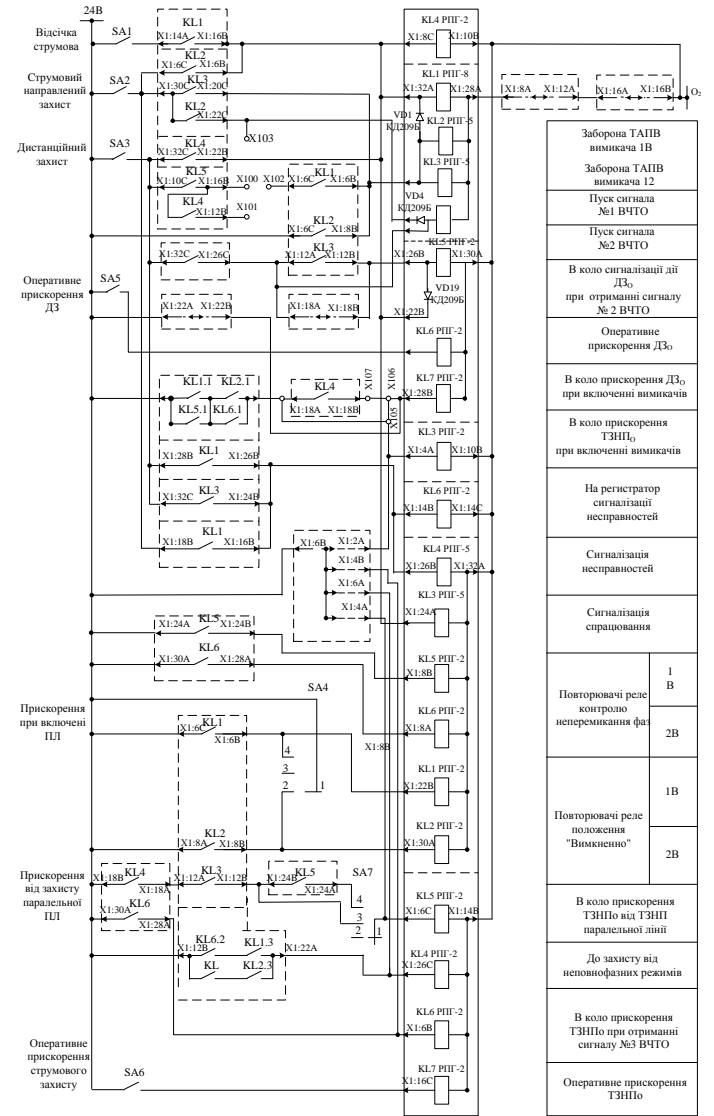 24В
Відсічка
струмова
SA1
KL1
X1:14A X1:16B
KL2
X1:6C X1:6B
Струмовий
направлений
захист
SA2
KL3
X1:30C X1:20C
KL2
X1:22C
X103
Дистанційний
захист
SA3
KL4
X1:32C X1:22B
KL5
X1:10C X1:16B
X100
X102
KL4
X1:12B
X101
KL1
X1:6C X1:6B
KL2
X1:6C X1:8B
KL3
X1:32C X1:26C
X1:12A X1:12B
Оперативне
прискорення
ДЗ
SA5
X1:22A X1:22B
X1:18A X1:18B
KL1.1 KL2.1
KL5.1 KL6.1
KL4
X1:18A X1:18B
X107
X106
X105
KL1
X1:28B X1:26B
KL3
X1:32C X1:24B
KL1
X1:18B X1:16B
X1:6B
X1:2A
X1:4B
X1:6A
X1:4A
KL5
X1:24A X1:24B
KL6
X1:30A X1:28A
SA4
Прискорення
при включені
ПЛ
KL1
X1:6C
X1:6B
4
3
2 1
X1:8B
KL2
X1:8A X1:8B
Прискорення
від захисту
паралельної
ПЛ
KL4
X1:18B
X1:18A
KL6
X1:30A
X1:28A
KL3
X1:12A X1:12B
KL5
X1:24B
X1:24A
SA7
4
3
2 1
KL6.2 KL1.3
X1:12B
X1:22A
KL KL2.3
Оперативне
прискорення
струмового
захисту
SA6
KL4 РПГ-2
X1:8C X1:10B
KL1 РПГ-8
X1:32A X1:28A
VD1
КД209Б
KL2 РПГ-5
KL3 РПГ-5
VD4
КД209Б
KL5 РПГ-2
X1:26B X1:30A
VD19
КД209Б
X1:22B
KL6 РПГ-2
KL7 РПГ-2
X1:28B
KL3 РПГ-2
X1:4A X1:10B
KL6 РПГ-2
X1:14B X1:14C
KL4 РПГ-5
X1:26B X1:32A
KL3 РПГ-5
X1:24A
KL5 РПГ-2
X1:8B
KL6 РПГ-2
X1:8A
KL1 РПГ-2
X1:22B
KL2 РПГ-2
X1:30A
KL5 РПГ-2
X1:6C X1:14B
KL4 РПГ-2
X1:26C
KL6 РПГ-2
X1:6B
KL7 РПГ-2
X1:16C
X1:8A X1:12A
X1:16A X1:16B
O₂
Заборона ТАПВ
вимикача 1В
Заборона ТАПВ
вимикача 12
Пуск сигнала
№1 ВЧТО
Пуск сигнала
№2 ВЧТО
В коло сигналізації дії
ДЗО
при отриманні сигналу
№ 2 ВЧТО
Оперативне
прискорення ДЗО
В коло прискорення ДЗО
при включенні вимикачів
В коло прискорення
ТЗНПО
при включенні вимикачів
На регистратор
сигналізації
несправностей
Сигналізація
несправностей
Сигналізація
спрацювання
Повторювачі реле
контролю
неперемикання фаз
1
В
2В
Повторювачі реле
положення
"Вимкненно"
1В
2В
В коло прискорення
ТЗНПо від ТЗНП
паралельної лінії
До захисту від
неповнофазних режимів
В коло прискорення
ТЗНПо при отриманні
сигналу №3 ВЧТО
Оперативне прискорення
ТЗНПо